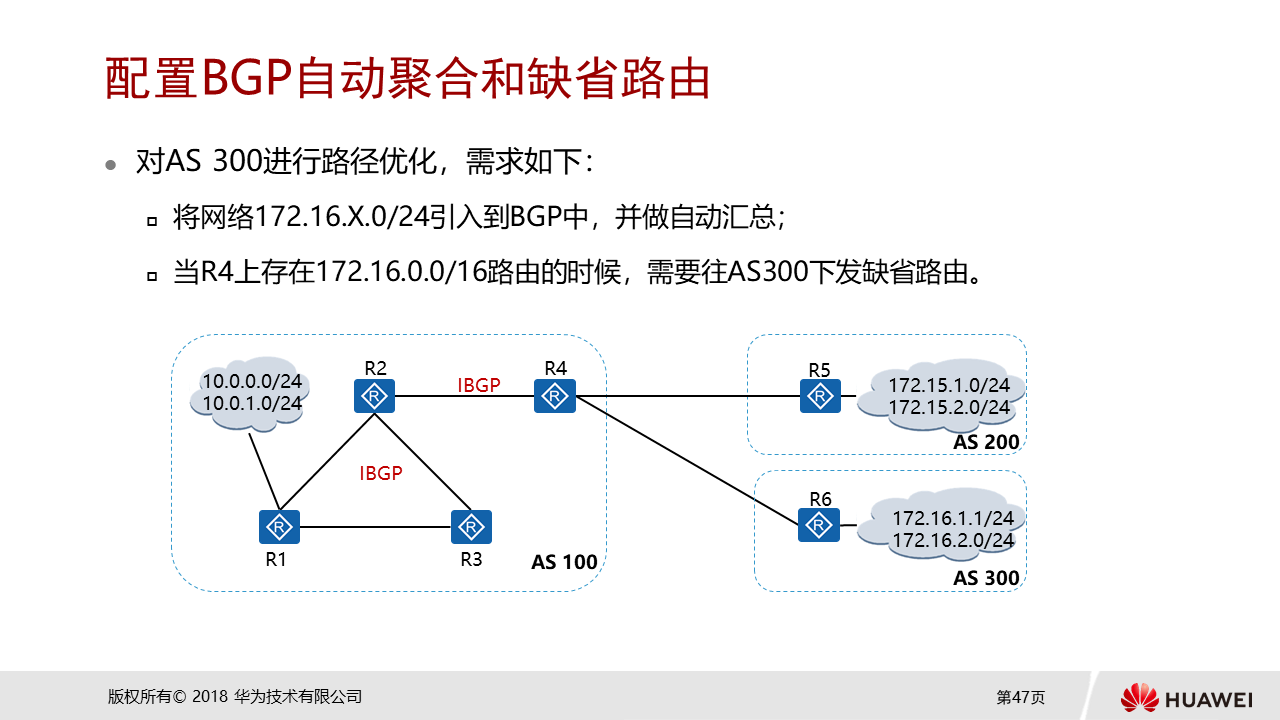 配置BGP自动聚合和缺省路由
对AS 300进行路径优化，需求如下：
将网络172.16.X.0/24引入到BGP中，并做自动汇总；
当R4上存在172.16.0.0/16路由的时候，需要往AS300下发缺省路由。
10.0.0.0/24
10.0.1.0/24
R2
IBGP
R4
R5
172.15.1.0/24
172.15.2.0/24
AS 200
IBGP
R6
172.16.1.1/24
172.16.2.0/24
AS 300
R1
R3
AS 100
R
R
R
R
R
R
版权所有© 2018 华为技术有限公司
第47页
HUAWEI